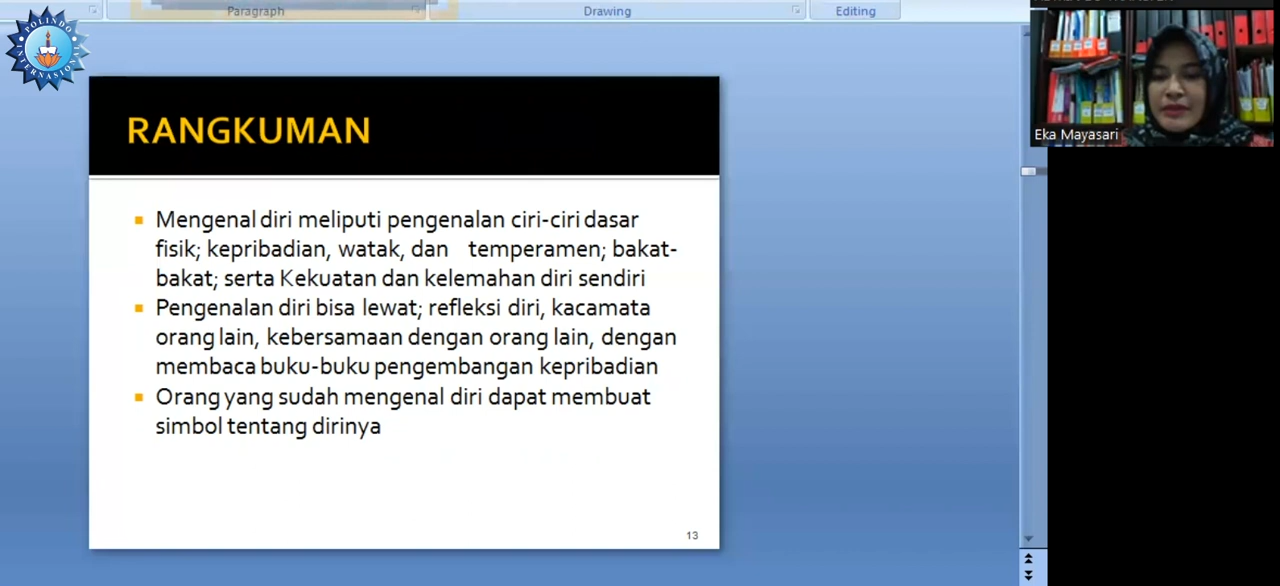 Paragraph
Drawing
Editing
POLINDO
INTERNASIONAL
Eka Mayasari
RANGKUMAN
Mengenal diri meliputi pengenalan ciri-ciri dasar
fisik; kepribadian, watak, dan temperamen; bakat-
bakat; serta Kekuatan dan kelemahan diri sendiri
Pengenalan diri bisa lewat; refleksi diri, kacamata
orang lain, kebersamaan dengan orang lain, dengan
membaca buku-buku pengembangan kepribadian
Orang yang sudah mengenal diri dapat membuat
simbol tentang dirinya
13